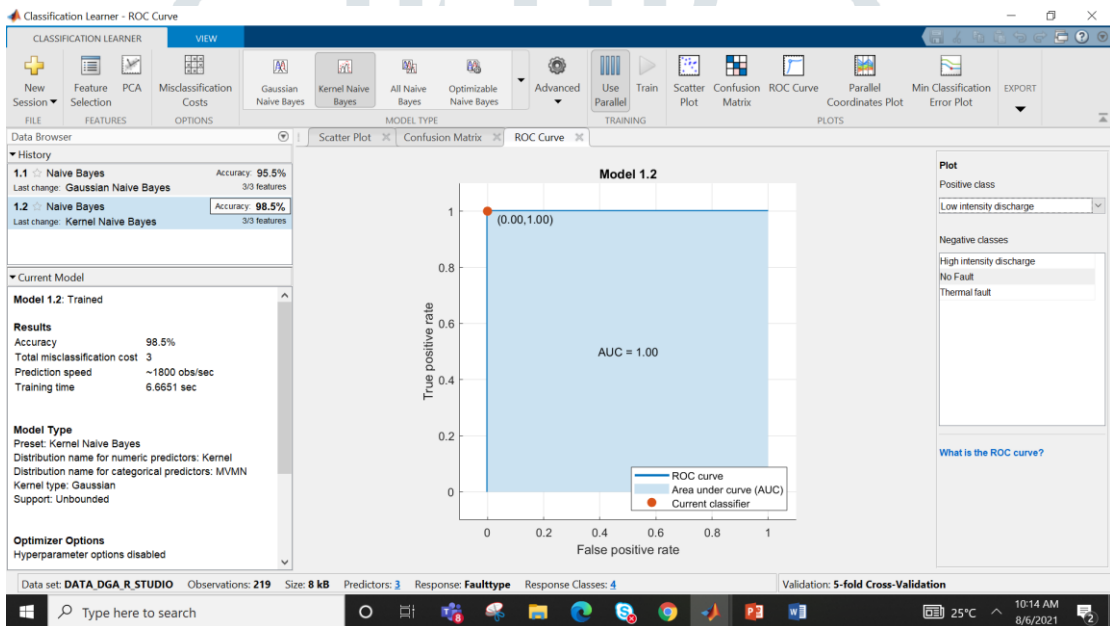 Classification Learner - ROC Curve
CLASSIFICATION LEARNER VIEW
New Session
Feature Selection
PCA
Misclassification Costs
Gaussian Naive Bayes
Kernel Naive Bayes
All Naive Bayes
Optimizable Naive Bayes
Advanced
Use Parallel
Train
Scatter Plot
Confusion Matrix
ROC Curve
Parallel Coordinates Plot
Min Classification Error Plot
EXPORT
FILE FEATURES OPTIONS MODEL TYPE TRAINING PLOTS
Data Browser
Scatter Plot Confusion Matrix ROC Curve
History
1.1 Naive Bayes Accuracy: 95.5%
Last change: Gaussian Naive Bayes 3/3 features
1.2 Naive Bayes Accuracy: 98.5%
Last change: Kernel Naive Bayes 3/3 features
Current Model
Model 1.2: Trained
Results
Accuracy 98.5%
Total misclassification cost 3
Prediction speed ~1800 obs/sec
Training time 6.6651 sec
Model Type
Preset: Kernel Naive Bayes
Distribution name for numeric predictors: Kernel
Distribution name for categorical predictors: MVMN
Kernel type: Gaussian
Support: Unbounded
Optimizer Options
Hyperparameter options disabled
Model 1.2
(0.00,1.00)
1
0.8
0.6
0.4
0.2
0
True positive rate
AUC = 1.00
ROC curve
Area under curve (AUC)
Current classifier
0 0.2 0.4 0.6 0.8 1
False positive rate
Plot
Positive class
Low intensity discharge
Negative classes
High intensity discharge
No Fault
Thermal fault
What is the ROC curve?
Data set: DATA_DGA_R_STUDIO Observations: 219 Size: 8 kB Predictors: 3 Response: Faulttype Response Classes: 4 Validation: 5-fold Cross-Validation
Type here to search
25°C
10:14 AM
8/6/2021